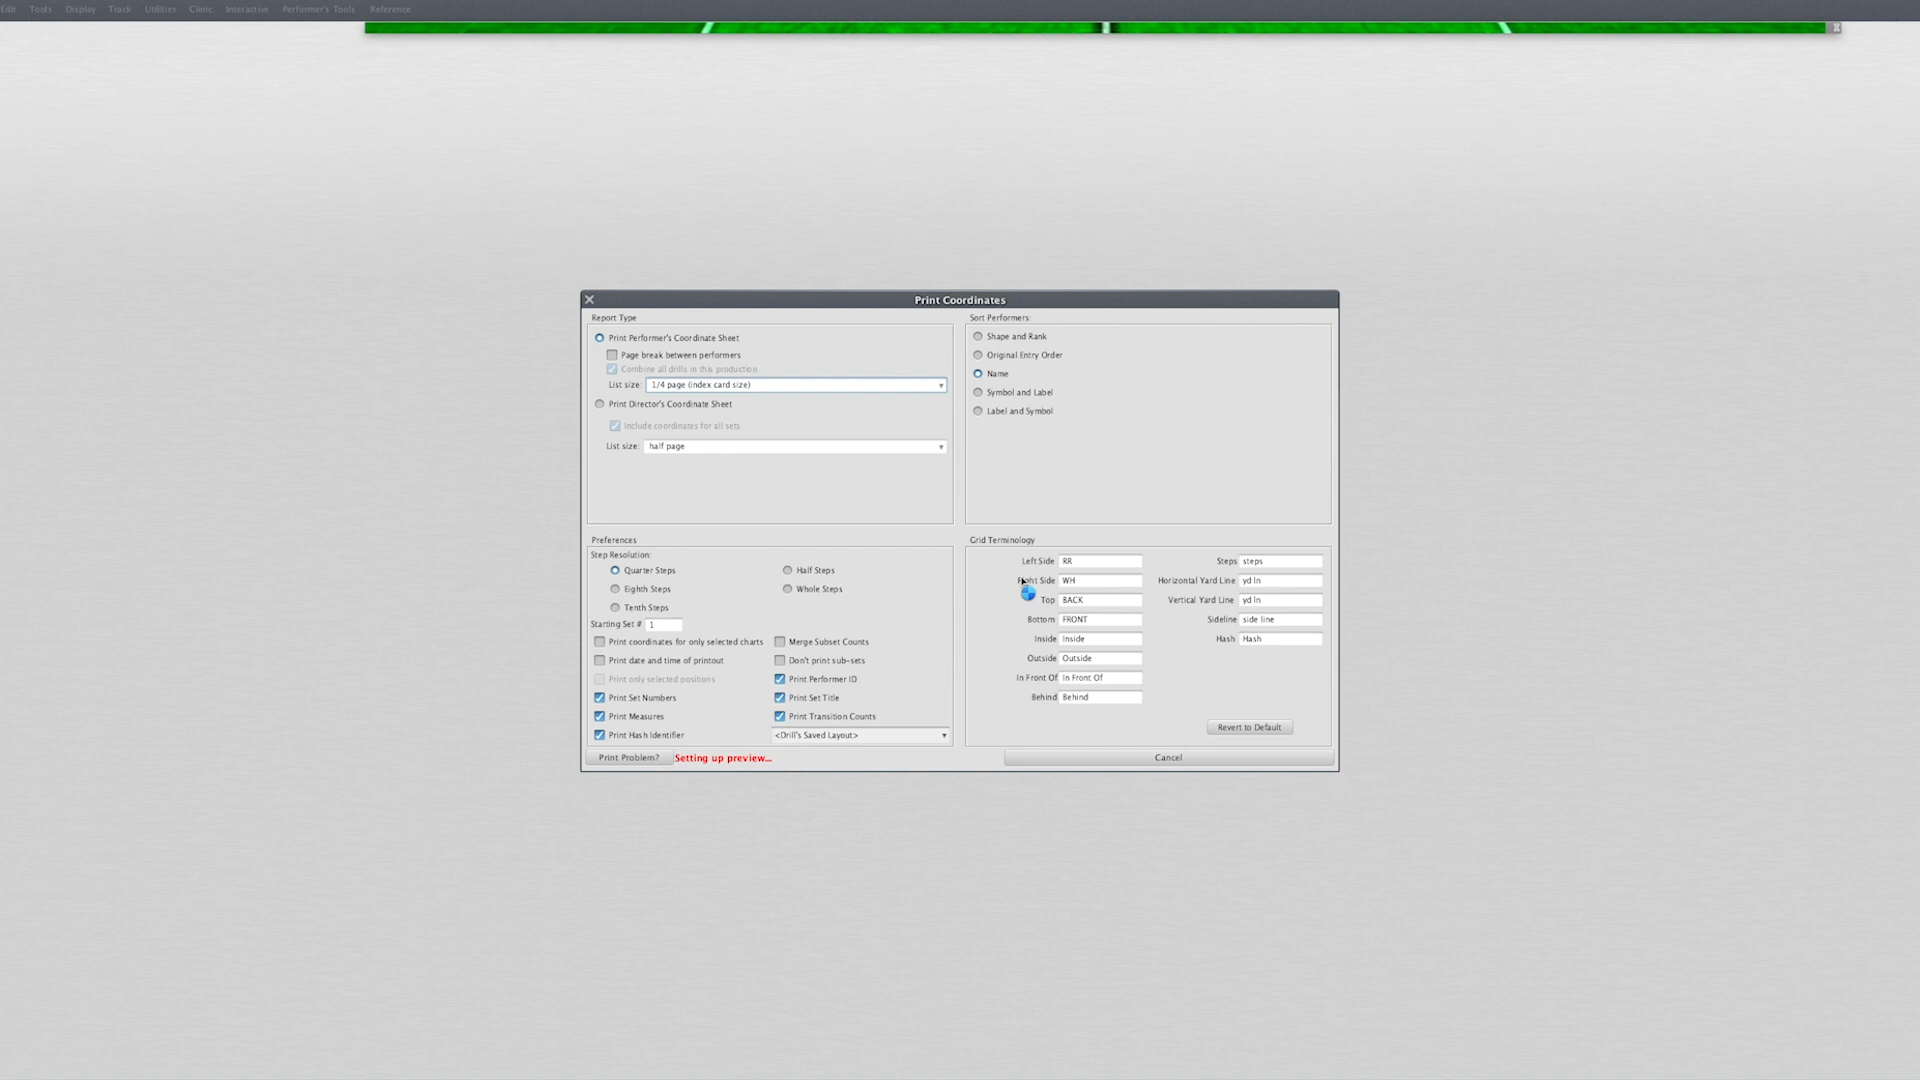 Edit Tools Display Track Utilities Clinic Interactive Performer's Tools Reference
Print Coordinates
Report Type
Print Performer's Coordinate Sheet
Page break between performers
Combine all drills in this production
List size: 1/4 page (index card size)
Print Director's Coordinate Sheet
Include coordinates for all sets
List size: half page
Sort Performers:
Shape and Rank
Original Entry Order
Name
Symbol and Label
Label and Symbol
Preferences
Step Resolution:
Quarter Steps Half Steps
Eighth Steps Whole Steps
Tenth Steps
Starting Set # 1
Print coordinates for only selected charts Merge Subset Counts
Print date and time of printout Don't print sub-sets
Print only selected positions Print Performer ID
Print Set Numbers Print Set Title
Print Measures Print Transition Counts
Print Hash Identifier <Drill's Saved Layout>
Grid Terminology
Left Side RR Steps steps
Right Side WH Horizontal Yard Line yd ln
Top BACK Vertical Yard Line yd ln
Bottom FRONT Sideline side line
Inside Inside Hash Hash
Outside Outside
In Front Of In Front Of
Behind Behind
Revert to Default
Print Problem? Setting up preview... Cancel